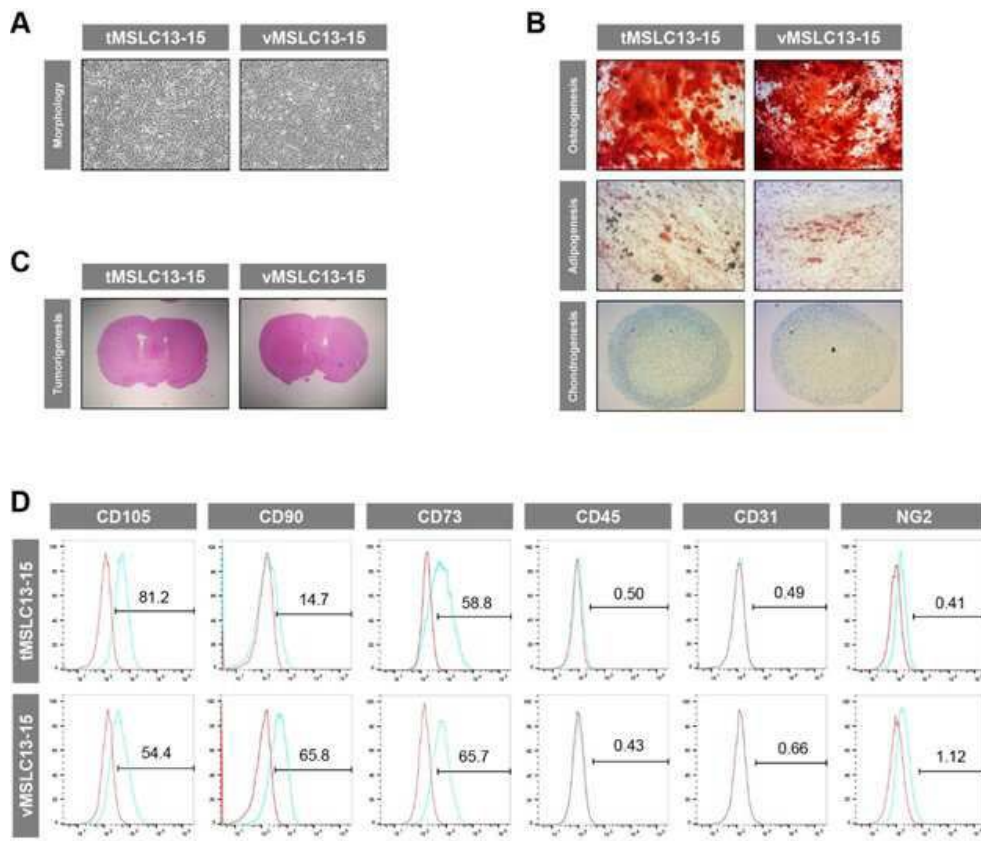 A
tMSLC13-15 vMSLC13-15
Morphology
B
tMSLC13-15 vMSLC13-15
Osteogenesis
Adipogenesis
Chondrogenesis
C
tMSLC13-15 vMSLC13-15
Tumorigenesis
D
CD105 CD90 CD73 CD45 CD31 NG2
tMSLC13-15
81.2 14.7 58.8 0.50 0.49 0.41
vMSLC13-15
54.4 65.8 65.7 0.43 0.66 1.12